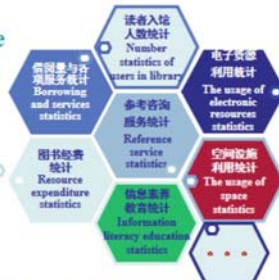 读者入馆
人数统计
Number
statistics of
users in library
借阅量与各
项服务统计
Borrowing
and services
statistics
电子资源
利用统计
The usage of
electronic
resources
statistics
参考咨询
服务统计
Reference
service
statistics
图书经费
统计
Resource
expenditure
statistics
空间设施
利用统计
The usage of
space
statistics
信息素养
教育统计
Information
literacy education
statistics